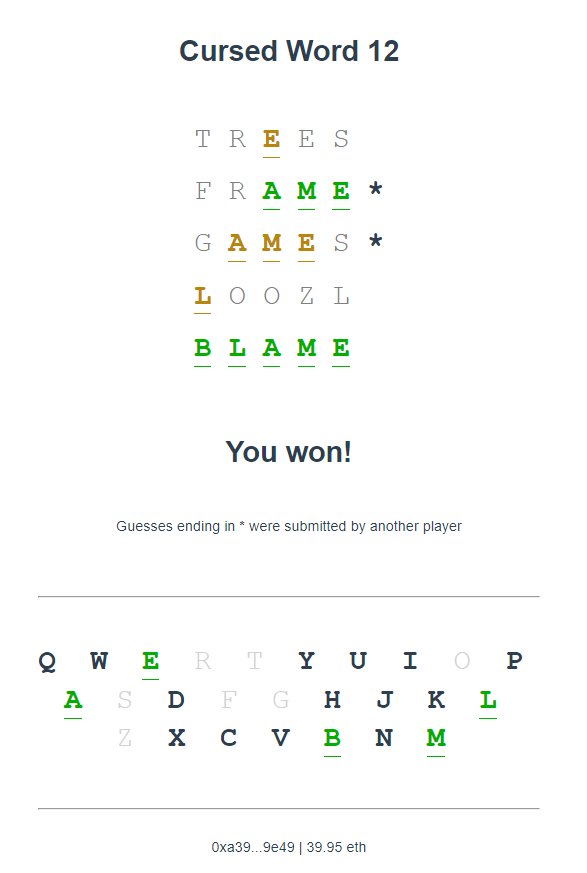 Cursed Word 12
T R E E S
F R A M E *
G A M E S *
L O O Z L
B L A M E
You won!
Guesses ending in * were submitted by another player
Q W E R T Y U I O P
A S D F G H J K L
Z X C V B N M
0xa39...9e49 | 39.95 eth